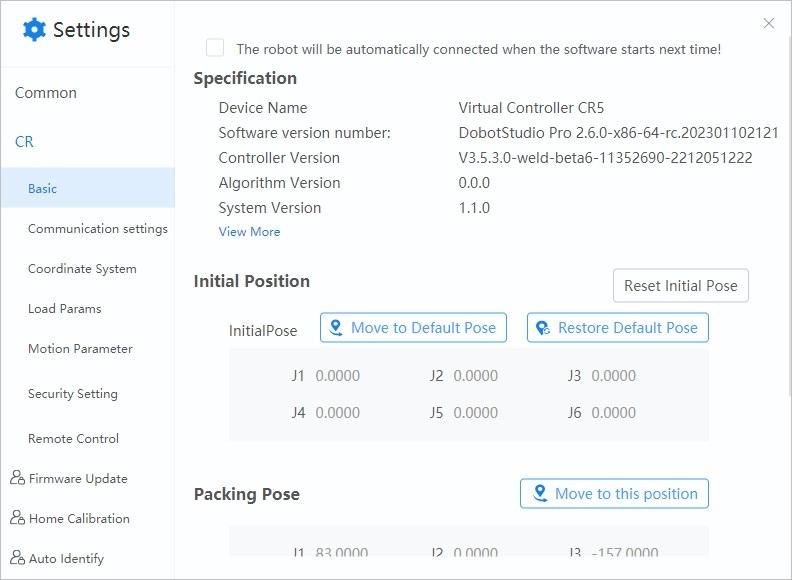 Settings
Common
CR
Basic
Communication settings
Coordinate System
Load Params
Motion Parameter
Security Setting
Remote Control
Firmware Update
Home Calibration
Auto Identify
The robot will be automatically connected when the software starts next time!
Specification
Device Name Virtual Controller CR5
Software version number: DobotStudio Pro 2.6.0-x86-64-rc.202301102121
Controller Version V3.5.3.0-weld-beta6-11352690-2212051222
Algorithm Version 0.0.0
System Version 1.1.0
View More
Initial Position Reset Initial Pose
InitialPose Move to Default Pose Restore Default Pose
J1 0.0000 J2 0.0000 J3 0.0000
J4 0.0000 J5 0.0000 J6 0.0000
Packing Pose Move to this position
J1 83.0000 J2 0.0000 J3 -157.0000